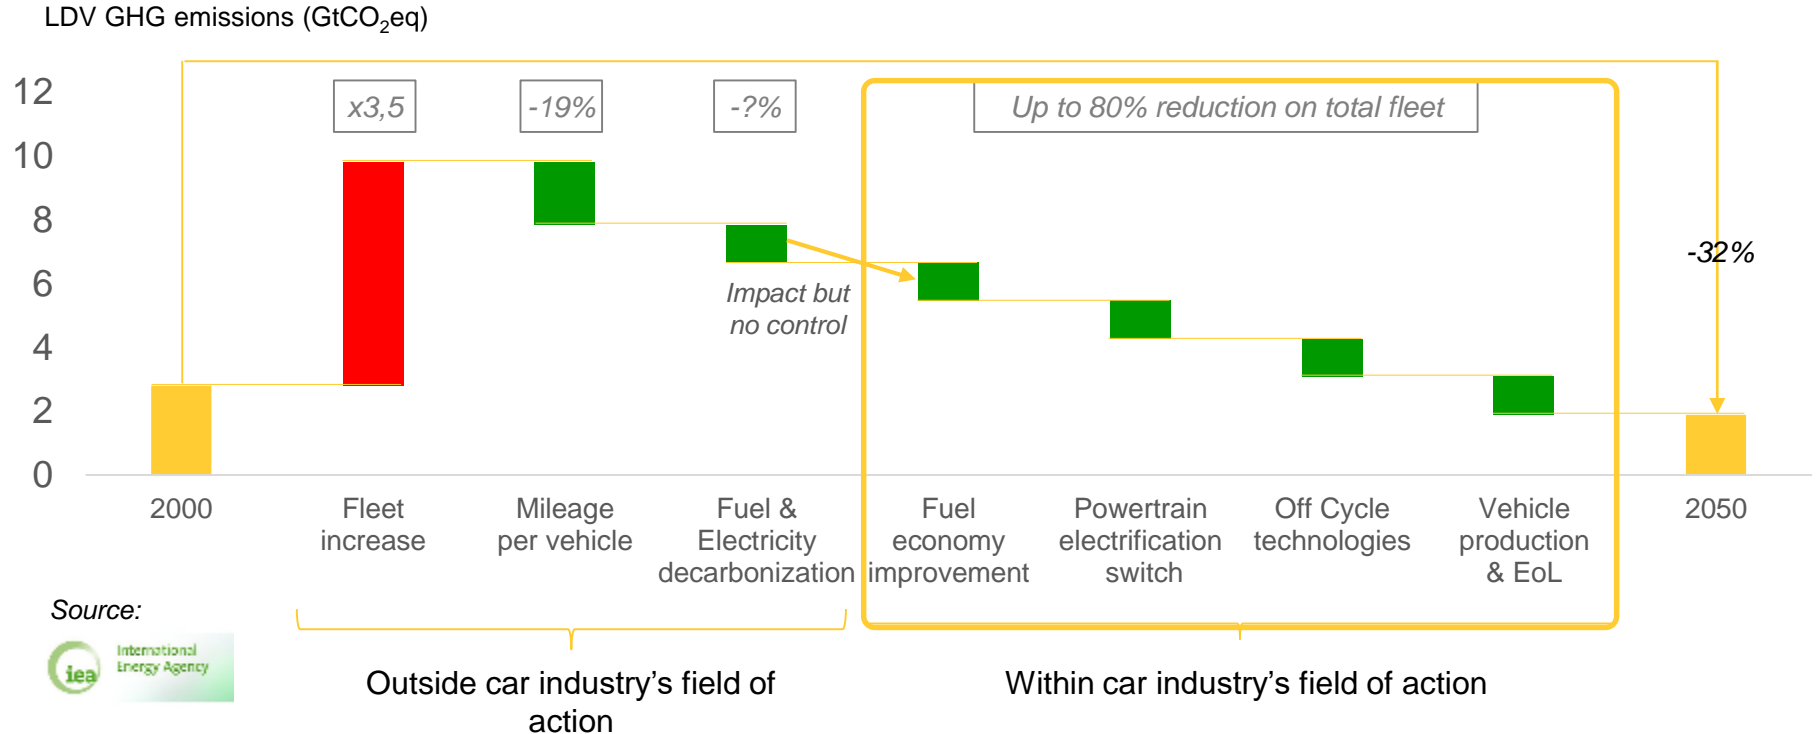 LDV GHG emissions (GtCO₂eq)
12
10
8
6
4
2
0
x3,5
-19%
-?%
Up to 80% reduction on total fleet
-32%
Impact but
no control
2000
Fleet
increase
Mileage
per vehicle
Fuel &
Electricity
decarbonization
Fuel
economy
improvement
Powertrain
electrification
switch
Off Cycle
technologies
Vehicle
production
& EoL
2050
Source:
iea
International
Energy Agency
Outside car industry’s field of
action
Within car industry’s field of action